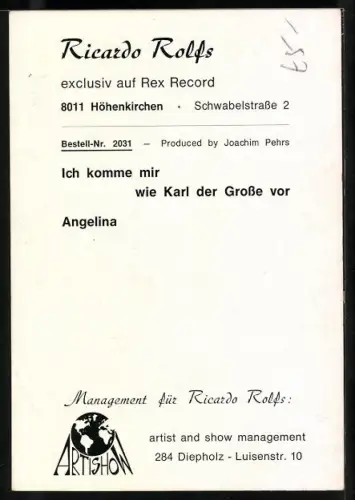 Ricardo Rolfs
exclusiv auf Rex Record
8011 Höhenkirchen · Schwabelstraße 2
Bestell-Nr. 2031 — Produced by Joachim Pehrs
Ich komme mir
wie Karl der Große vor
Angelina
Management für Ricardo Rolfs:
ARTISHOW
artist and show management
284 Diepholz - Luisenstr. 10